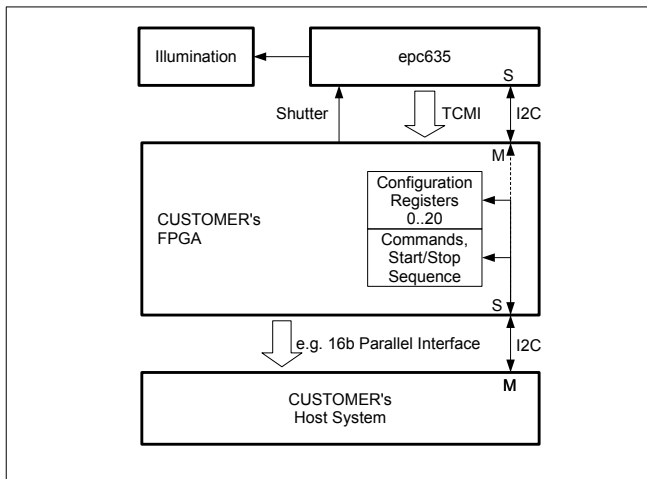 Illumination
epc635
S
Shutter
TCMI
I2C
M
Configuration
Registers
0..20
CUSTOMER's
FPGA
Commands,
Start/Stop
Sequence
S
e.g. 16b Parallel Interface
I2C
M
CUSTOMER's
Host System